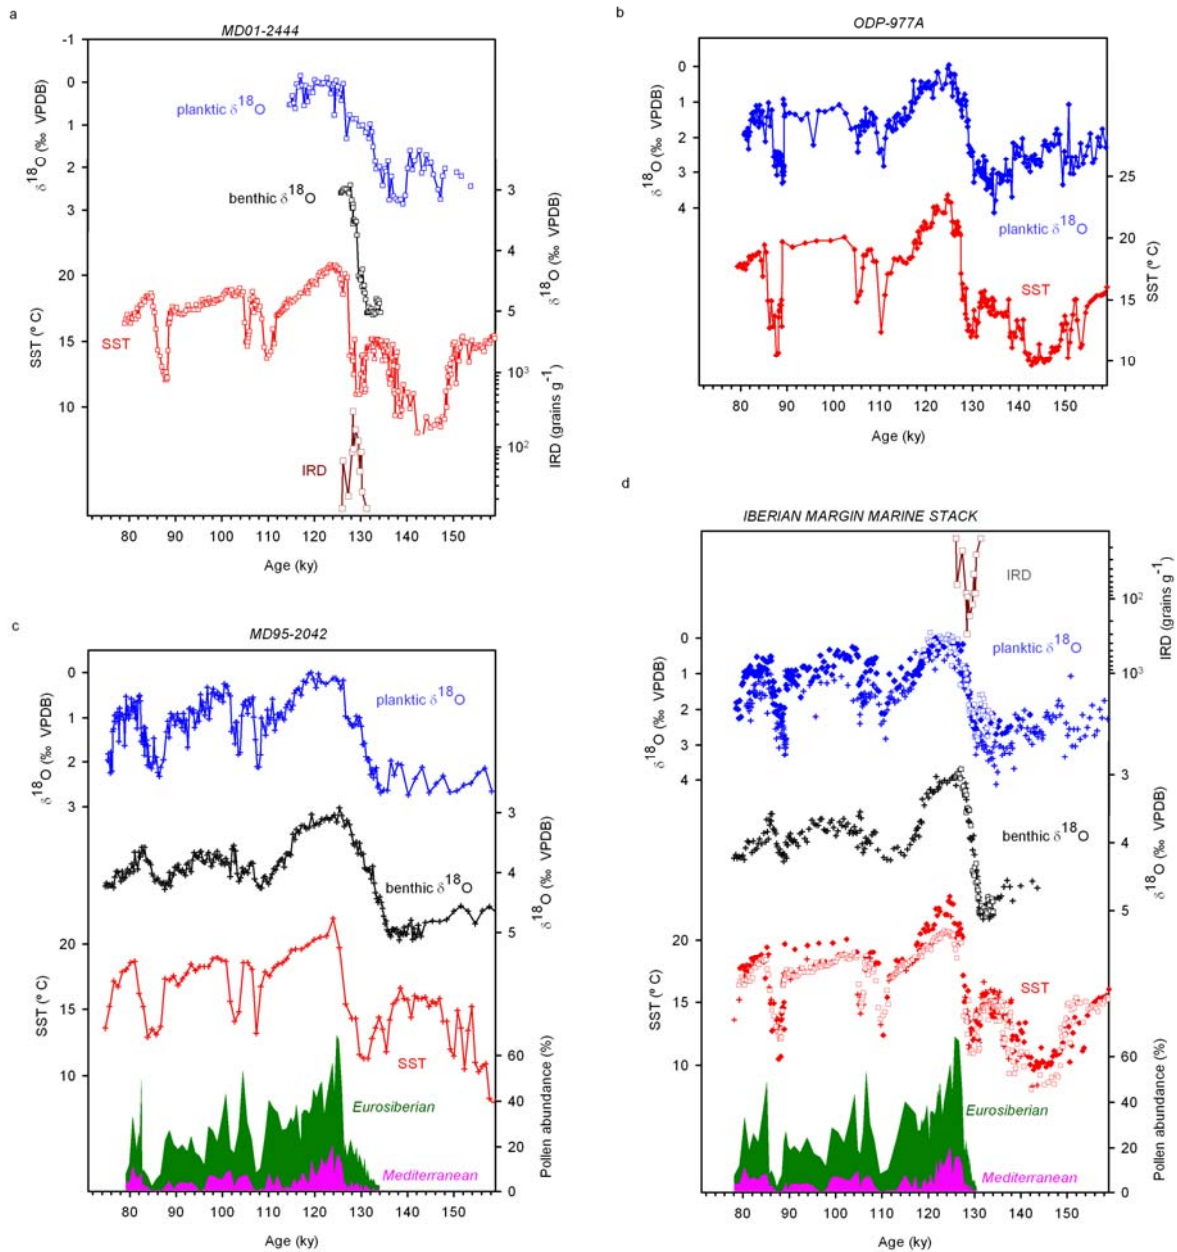 a
MD01-2444
-1
0
1
2
3
δ18O (‰ VPDB)
planktic δ18O
benthic δ18O
3
4
5
δ18O (‰ VPDB)
20
15
10
SST (º C)
SST
10³
10²
IRD (grains g-1)
IRD
80 90 100 110 120 130 140 150
Age (ky)
b
ODP-977A
0
1
2
3
4
δ18O (‰ VPDB)
planktic δ18O
25
20
15
10
SST (º C)
SST
80 90 100 110 120 130 140 150
Age (ky)
c
MD95-2042
0
1
2
3
δ18O (‰ VPDB)
planktic δ18O
3
4
5
δ18O (‰ VPDB)
benthic δ18O
20
15
10
SST (º C)
SST
60
40
20
0
Pollen abundance (%)
Eurosiberian
Mediterranean
80 90 100 110 120 130 140 150
Age (ky)
d
IBERIAN MARGIN MARINE STACK
IRD
10²
10³
IRD (grains g-1)
0
1
2
3
4
δ18O (‰ VPDB)
planktic δ18O
3
4
5
δ18O (‰ VPDB)
benthic δ18O
20
15
10
SST (º C)
SST
60
40
20
0
Pollen abundance (%)
Eurosiberian
Mediterranean
80 90 100 110 120 130 140 150
Age (ky)